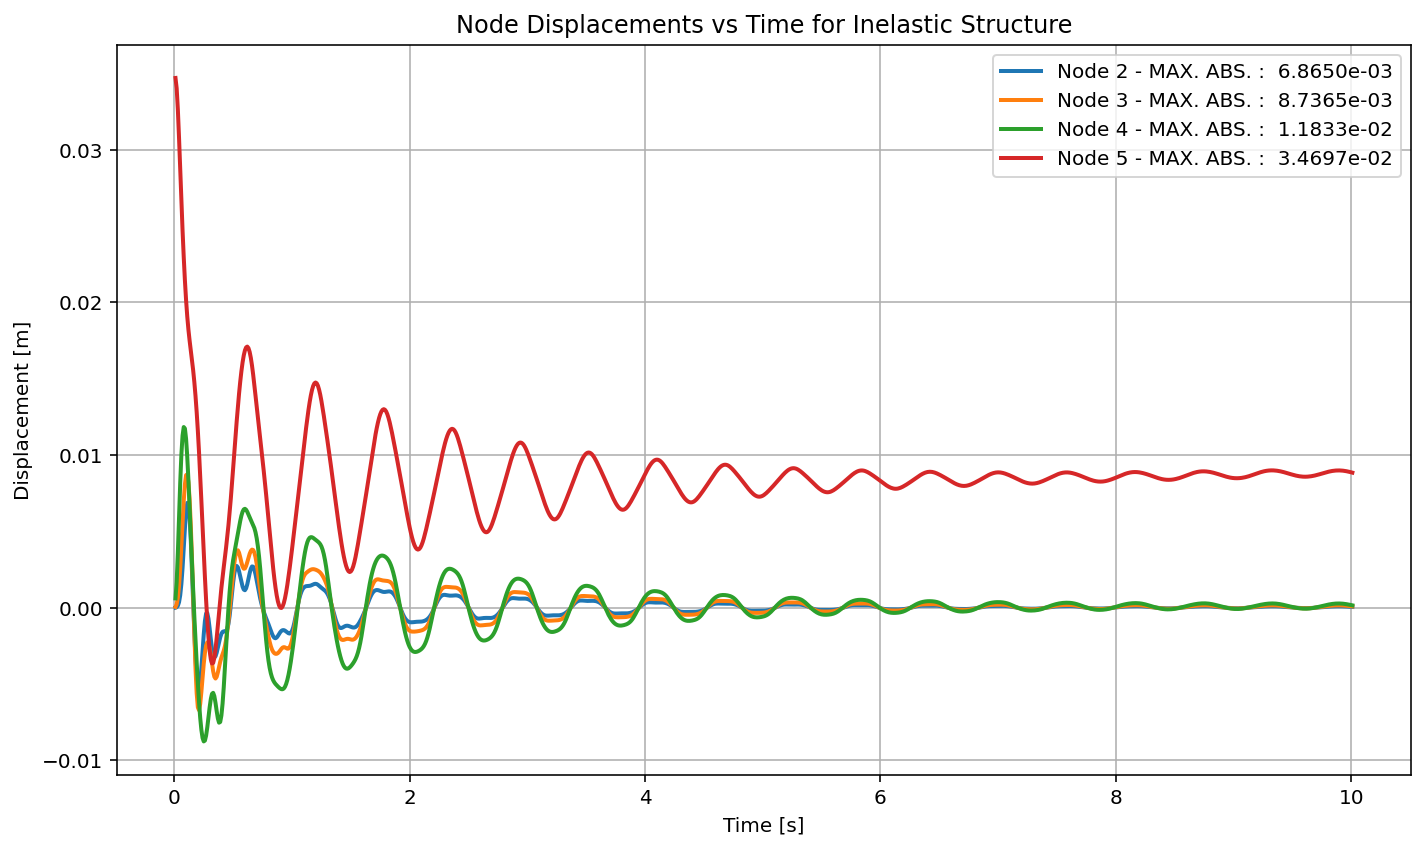 Node Displacements vs Time for Inelastic Structure
Node 2 - MAX. ABS. :  6.8650e-03
Node 3 - MAX. ABS. :  8.7365e-03
Node 4 - MAX. ABS. :  1.1833e-02
Node 5 - MAX. ABS. :  3.4697e-02
Displacement [m]
0.03
0.02
0.01
0.00
−0.01
0 2 4 6 8 10
Time [s]